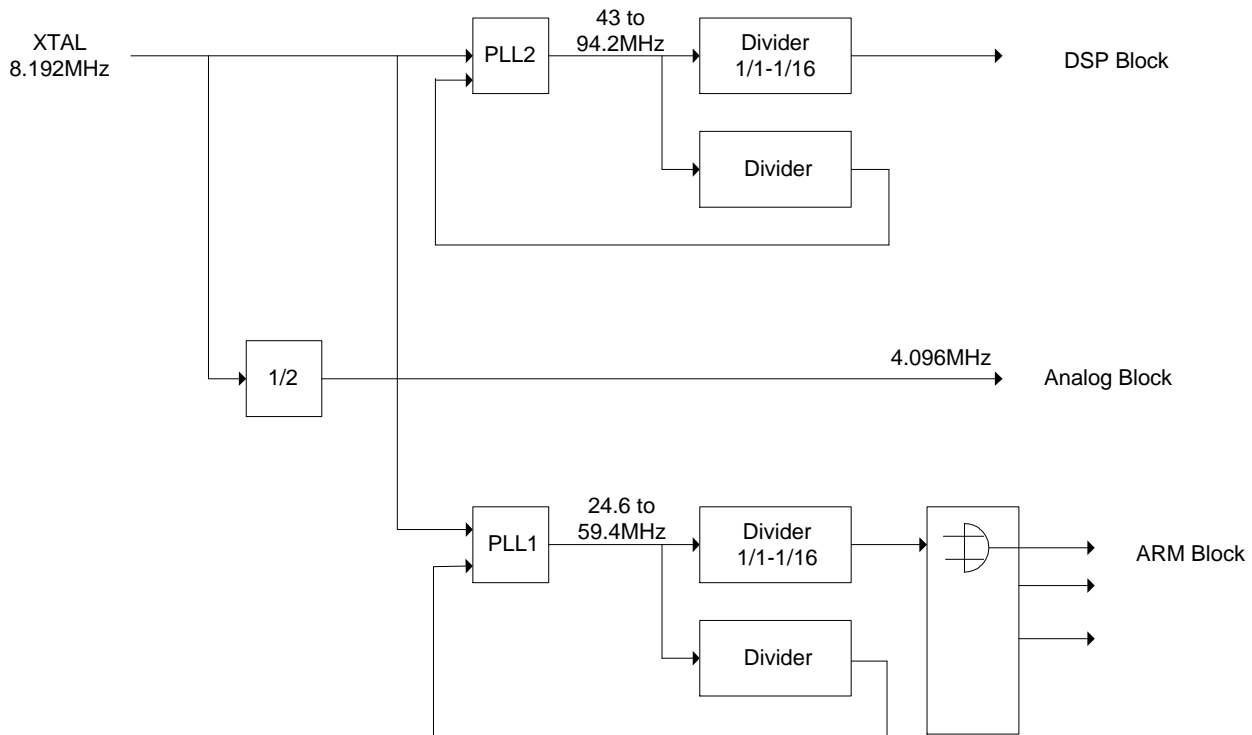 XTAL
8.192MHz
PLL2
43 to
94.2MHz
Divider
1/1-1/16
DSP Block
Divider
1/2
4.096MHz
Analog Block
PLL1
24.6 to
59.4MHz
Divider
1/1-1/16
ARM Block
Divider